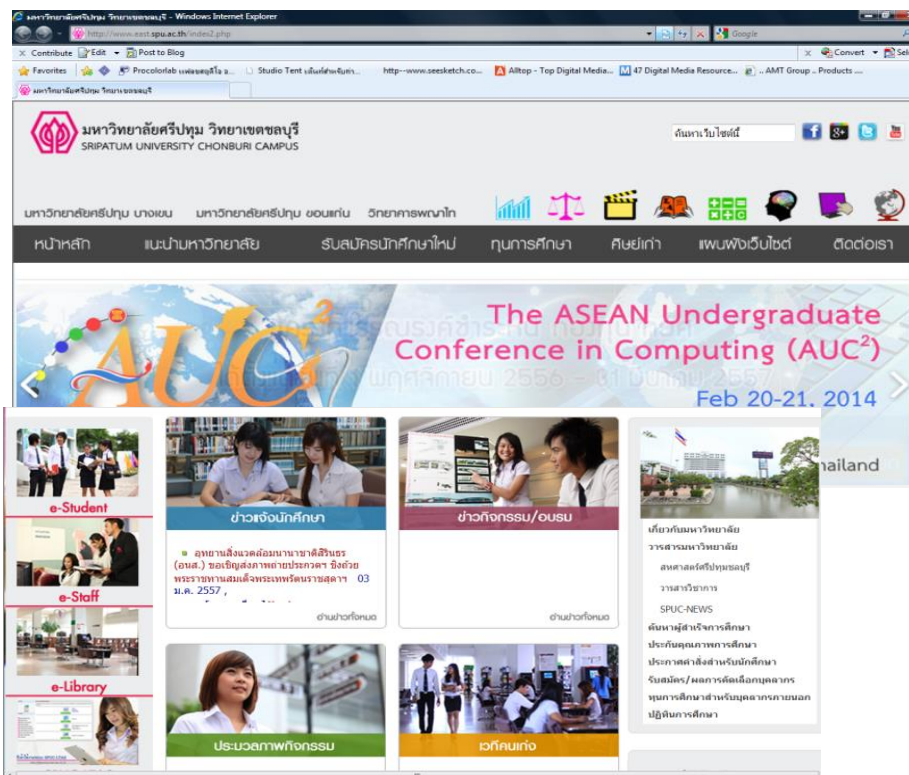 มหาวิทยาลัยศรีปทุม วิทยาเขตชลบุรี - Windows Internet Explorer
http://www.east.spu.ac.th/index2.php
Google
x Contribute Edit Post to Blog
x Convert
Favorites Procolorlab Studio Tent http--www.seesketch.co... Alltop - Top Digital Media... 47 Digital Media Resource... .. AMT Group .. Products ....
มหาวิทยาลัยศรีปทุม วิทยาเขตชลบุรี
มหาวิทยาลัยศรีปทุม วิทยาเขตชลบุรี
SRIPATUM UNIVERSITY CHONBURI CAMPUS
ค้นหาเว็บไซต์นี้
มหาวิทยาลัยศรีปทุม บางเขน มหาวิทยาลัยศรีปทุม ขอนแก่น วิทยาคารพญาไท
หน้าหลัก แนะนำมหาวิทยาลัย รับสมัครนักศึกษาใหม่ ทุนการศึกษา ศิษย์เก่า แผนผังเว็บไซต์ ติดต่อเรา
AUC2
The ASEAN Undergraduate
Conference in Computing (AUC2)
พฤศจิกายน 2556 - 31 มีนาคม 2557
Feb 20-21, 2014
hailand
e-Student
e-Staff
e-Library
ข่าวแจ้งนักศึกษา
อุทยานสิ่งแวดล้อมนานาชาติสิรินธร
(อนส.) ขอเชิญส่งภาพถ่ายประกวดฯ ชิงถ้วย
พระราชทานสมเด็จพระเทพรัตนราชสุดาฯ 03
ม.ค. 2557 ,
อ่านข่าวทั้งหมด
ข่าวกิจกรรม/อบรม
อ่านข่าวทั้งหมด
ประมวลภาพกิจกรรม
เวทีคนเก่ง
เกี่ยวกับมหาวิทยาลัย
วารสารมหาวิทยาลัย
สหศาสตร์ศรีปทุมชลบุรี
วารสารวิชาการ
SPUC-NEWS
ค้นหาผู้สำเร็จการศึกษา
ประกันคุณภาพการศึกษา
ประกาศคำสั่งสำหรับนักศึกษา
รับสมัคร/ผลการคัดเลือกบุคลากร
ทุนการศึกษาสำหรับบุคลากรภายนอก
ปฏิทินการศึกษา